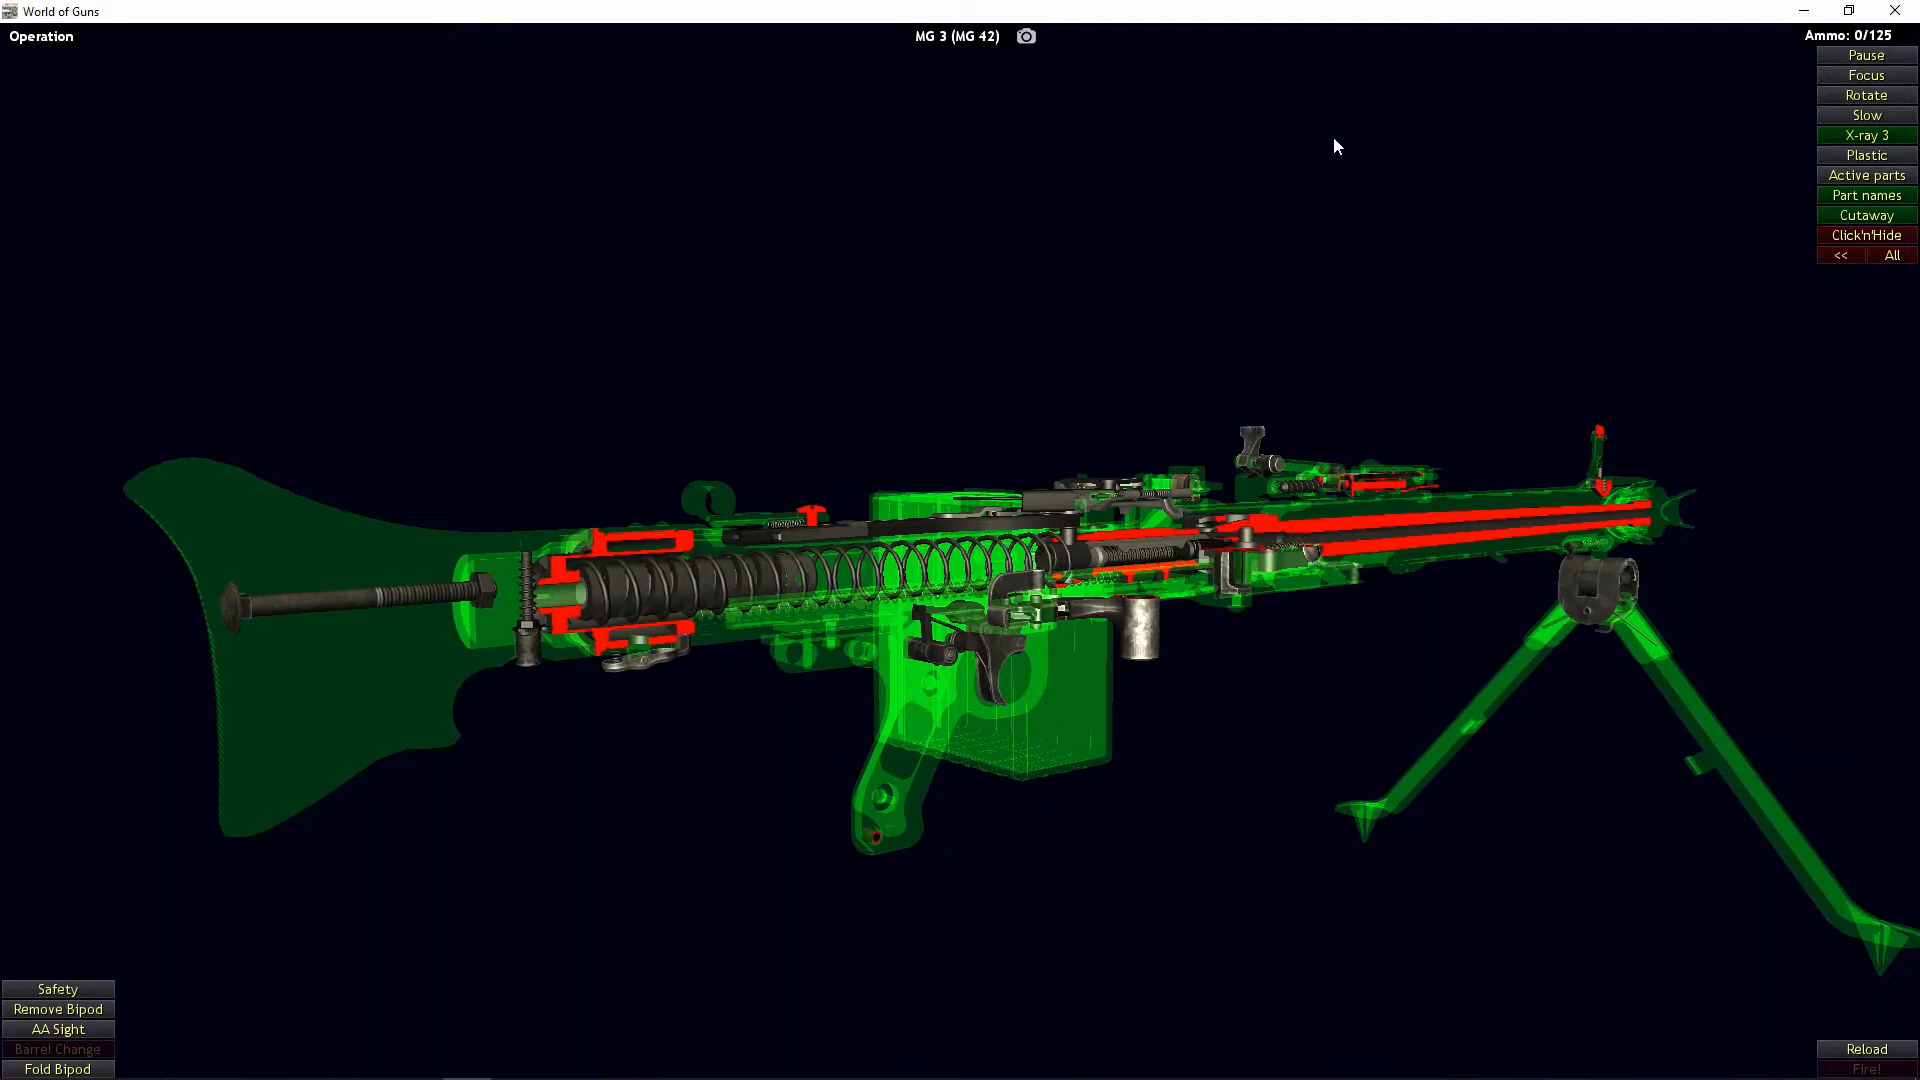 World of Guns
Operation
MG 3 (MG 42)
Ammo: 0/125
Pause
Focus
Rotate
Slow
X-ray 3
Plastic
Active parts
Part names
Cutaway
Click'n'Hide
<< All
Safety
Remove Bipod
AA Sight
Barrel Change
Fold Bipod
Reload
Fire!